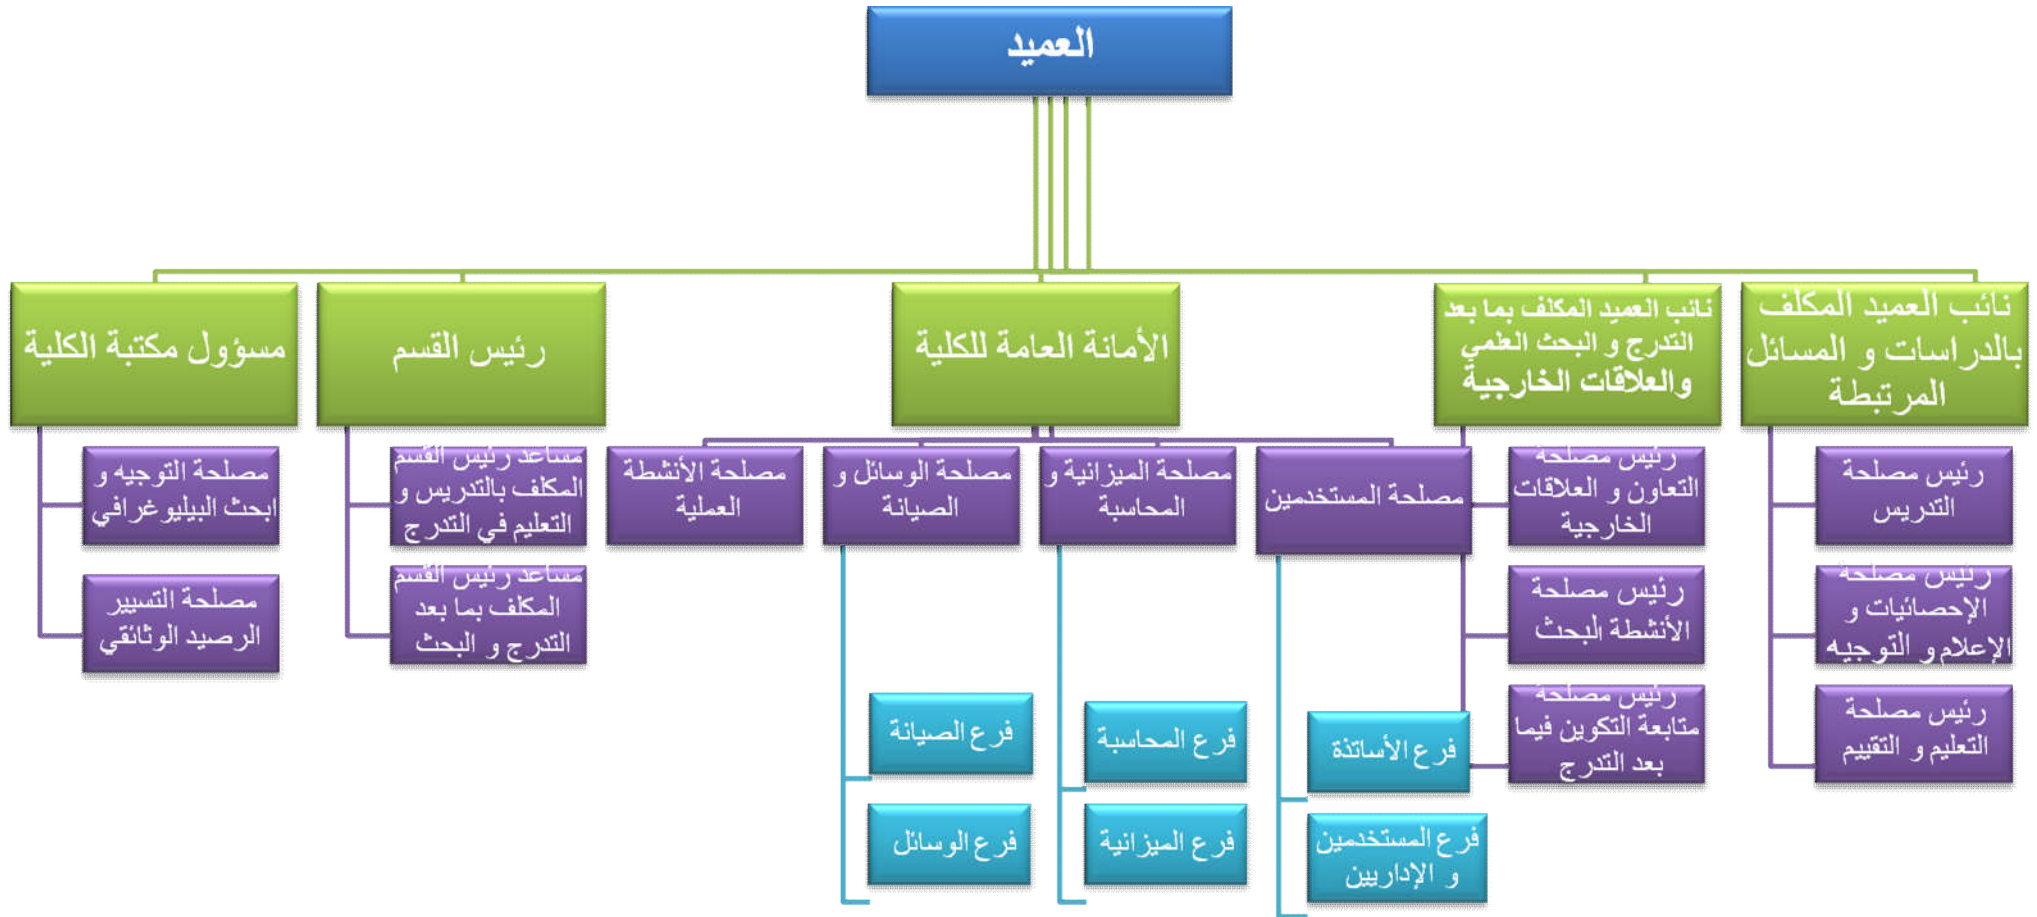 العميد
نائب العميد المكلف
بالدراسات و المسائل
المرتبطة
نائب العميد المكلف بما بعد
التدرج و البحث العلمي
والعلاقات الخارجية
الأمانة العامة للكلية
رئيس القسم
مسؤول مكتبة الكلية
رئيس مصلحة
التدريس
رئيس مصلحة
الإحصائيات و
الإعلام و التوجيه
رئيس مصلحة
التعليم و التقييم
رئيس مصلحة
التعاون و العلاقات
الخارجية
رئيس مصلحة
الأنشطة البحث
رئيس مصلحة
متابعة التكوين فيما
بعد التدرج
مصلحة المستخدمين
مصلحة الميزانية و
المحاسبة
مصلحة الوسائل و
الصيانة
مصلحة الأنشطة
العملية
فرع الأساتذة
فرع المستخدمين
و الإداريين
فرع المحاسبة
فرع الميزانية
فرع الصيانة
فرع الوسائل
مساعد رئيس القسم
المكلف بالتدريس و
التعليم في التدرج
مساعد رئيس القسم
المكلف بما بعد
التدرج و البحث
مصلحة التوجيه و
ابحث البيليوغرافي
مصلحة التسيير
الرصيد الوثائقي